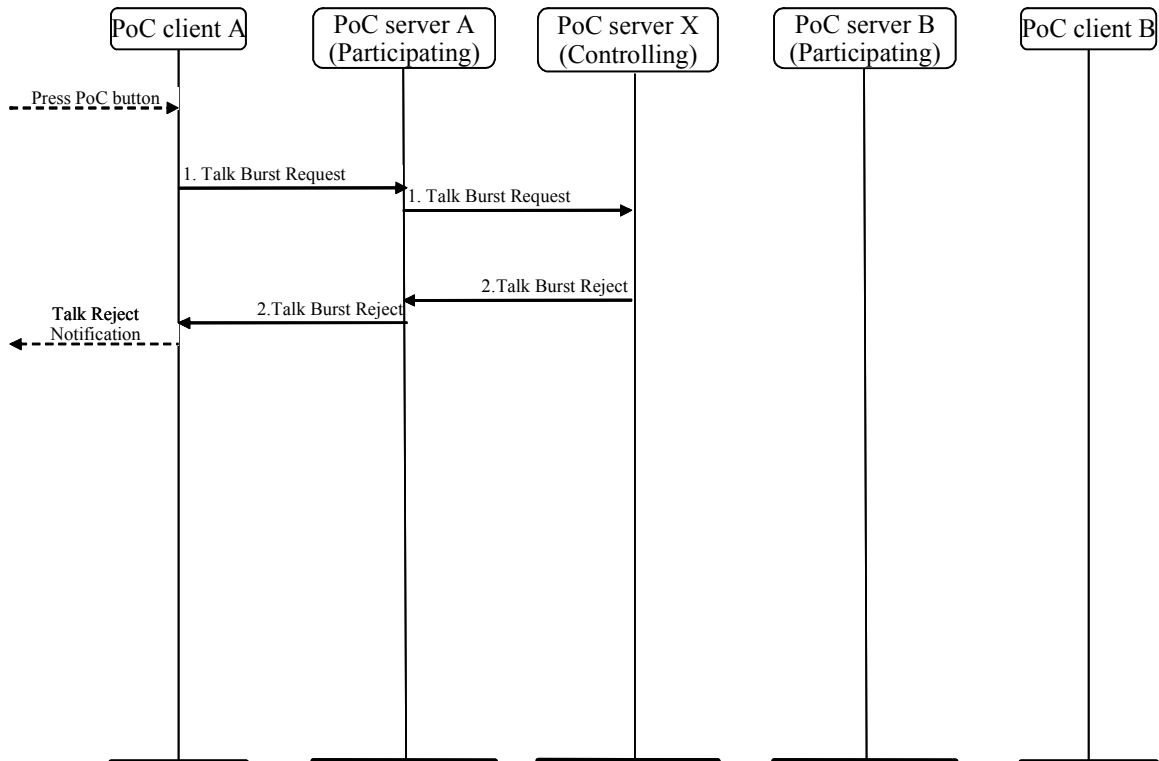 PoC client A
PoC server A
(Participating)
PoC server X
(Controlling)
PoC server B
(Participating)
PoC client B
Press PoC button
1. Talk Burst Request
1. Talk Burst Request
2.Talk Burst Reject
2.Talk Burst Reject
Talk Reject
Notification